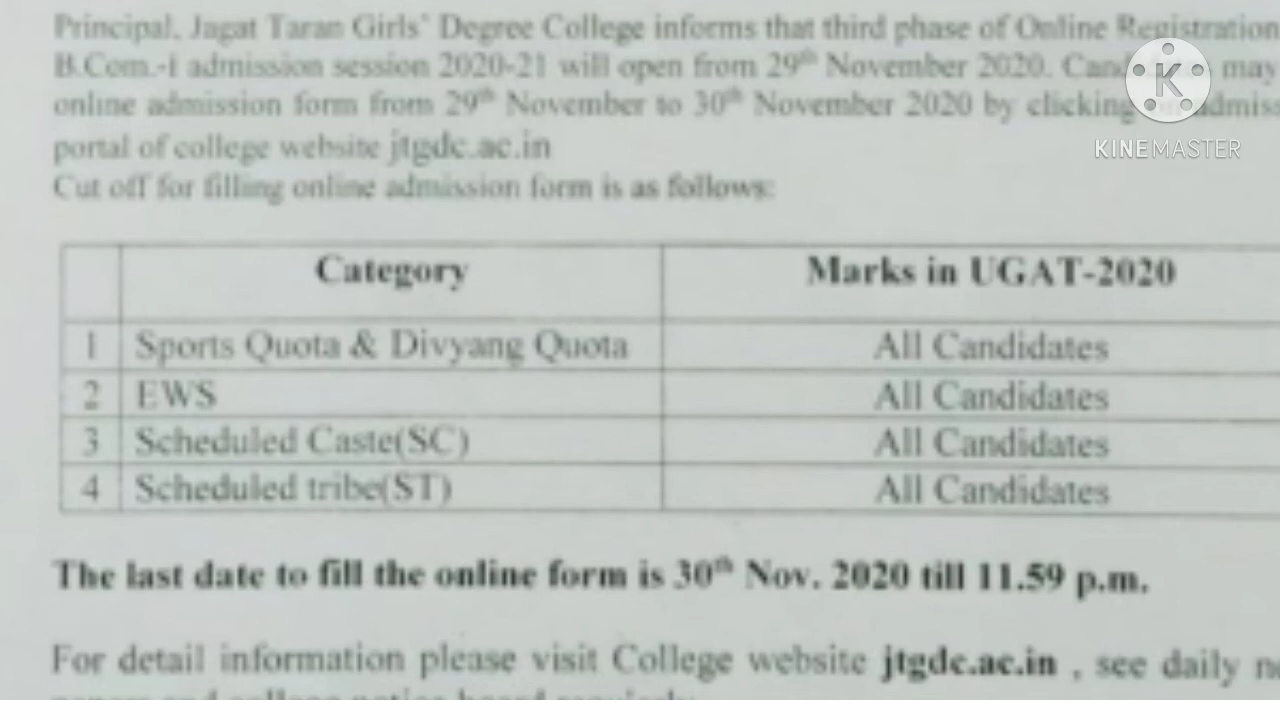 Principal, Jagat Taran Girls' Degree College informs that third phase of Online Registration
B.Com.-I admission session 2020-21 will open from 29th November 2020. may
online admission form from 29th November to 30th November 2020 by clicking
portal of college website jtgdc.ac.in
Cut off for filling online admission form is as follows:
Category Marks in UGAT-2020
1 Sports Quota & Divyang Quota All Candidates
2 EWS All Candidates
3 Scheduled Caste(SC) All Candidates
4 Scheduled tribe(ST) All Candidates
The last date to fill the online form is 30th Nov. 2020 till 11.59 p.m.
For detail information please visit College website jtgdc.ac.in , see daily
K
KINEMASTER